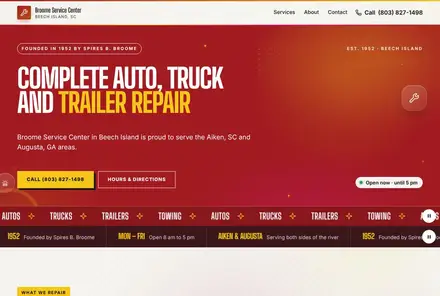 Broome Service Center
BEECH ISLAND, SC
Services About Contact Call (803) 827-1498
FOUNDED IN 1952 BY SPIRES B. BROOME
EST. 1952 · BEECH ISLAND
COMPLETE AUTO, TRUCK
AND TRAILER REPAIR
Broome Service Center in Beech Island is proud to serve the Aiken, SC and
Augusta, GA areas.
CALL (803) 827-1498
HOURS & DIRECTIONS
Open now · until 5 pm
AUTOS TRUCKS TRAILERS TOWING AUTOS TRUCKS TRAILERS TOWING
1952 Founded by Spires B. Broome MON – FRI Open 8 am to 5 pm AIKEN & AUGUSTA Serving both sides of the river 1952 Founded by Spires B.
WHAT WE REPAIR